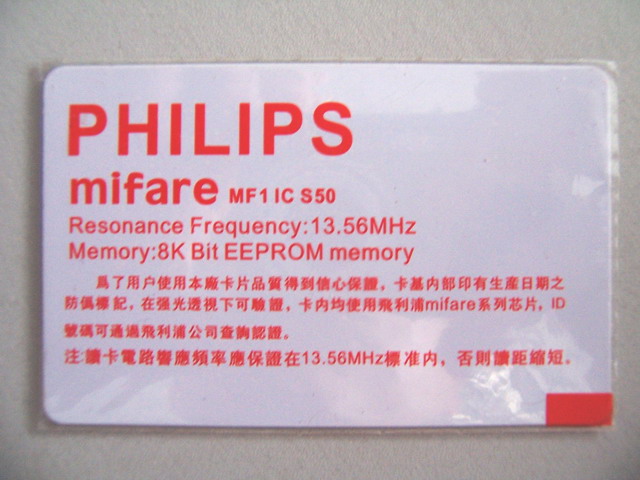 PHILIPS
mifare MF1 IC S50
Resonance Frequency:13.56MHz
Memory:8K Bit EEPROM memory
爲了用户使用本廠卡片品質得到信心保證，卡基内部印有生産日期之
防僞標記，在强光透視下可驗證，卡内均使用飛利浦mifare系列芯片，ID
號碼可通過飛利浦公司查詢認證。
注:讀卡電路響應頻率應保證在13.56MHz標准内，否則讀距縮短。